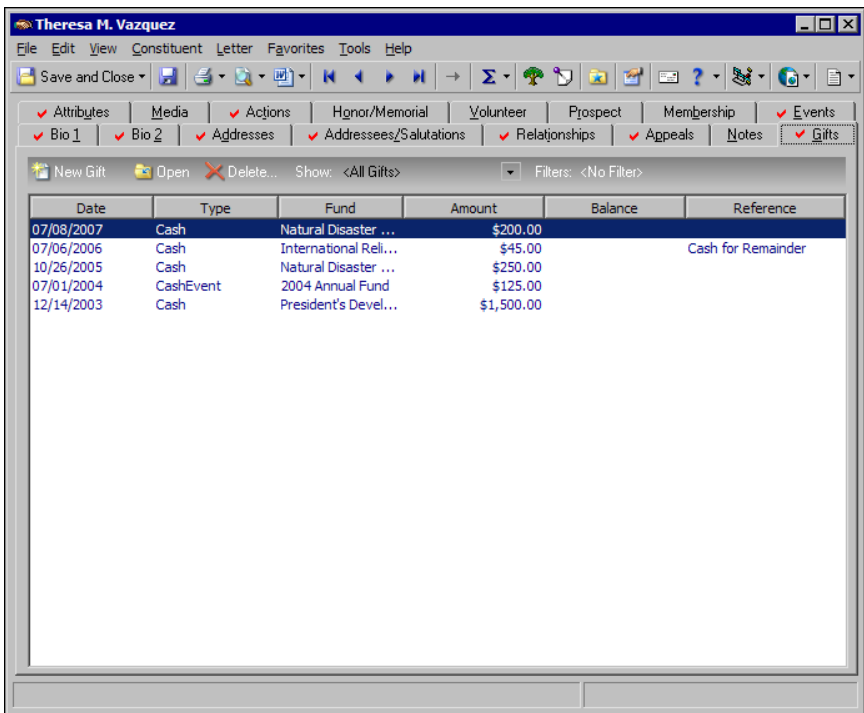 Theresa M. Vazquez
File Edit View Constituent Letter Favorites Tools Help
Save and Close
Attributes Media Actions Honor/Memorial Volunteer Prospect Membership Events
Bio 1 Bio 2 Addresses Addressees/Salutations Relationships Appeals Notes Gifts
New Gift Open Delete... Show: <All Gifts> Filters: <No Filter>
Date Type Fund Amount Balance Reference
07/08/2007 Cash Natural Disaster ... $200.00
07/06/2006 Cash International Reli... $45.00 Cash for Remainder
10/26/2005 Cash Natural Disaster ... $250.00
07/01/2004 CashEvent 2004 Annual Fund $125.00
12/14/2003 Cash President's Devel... $1,500.00